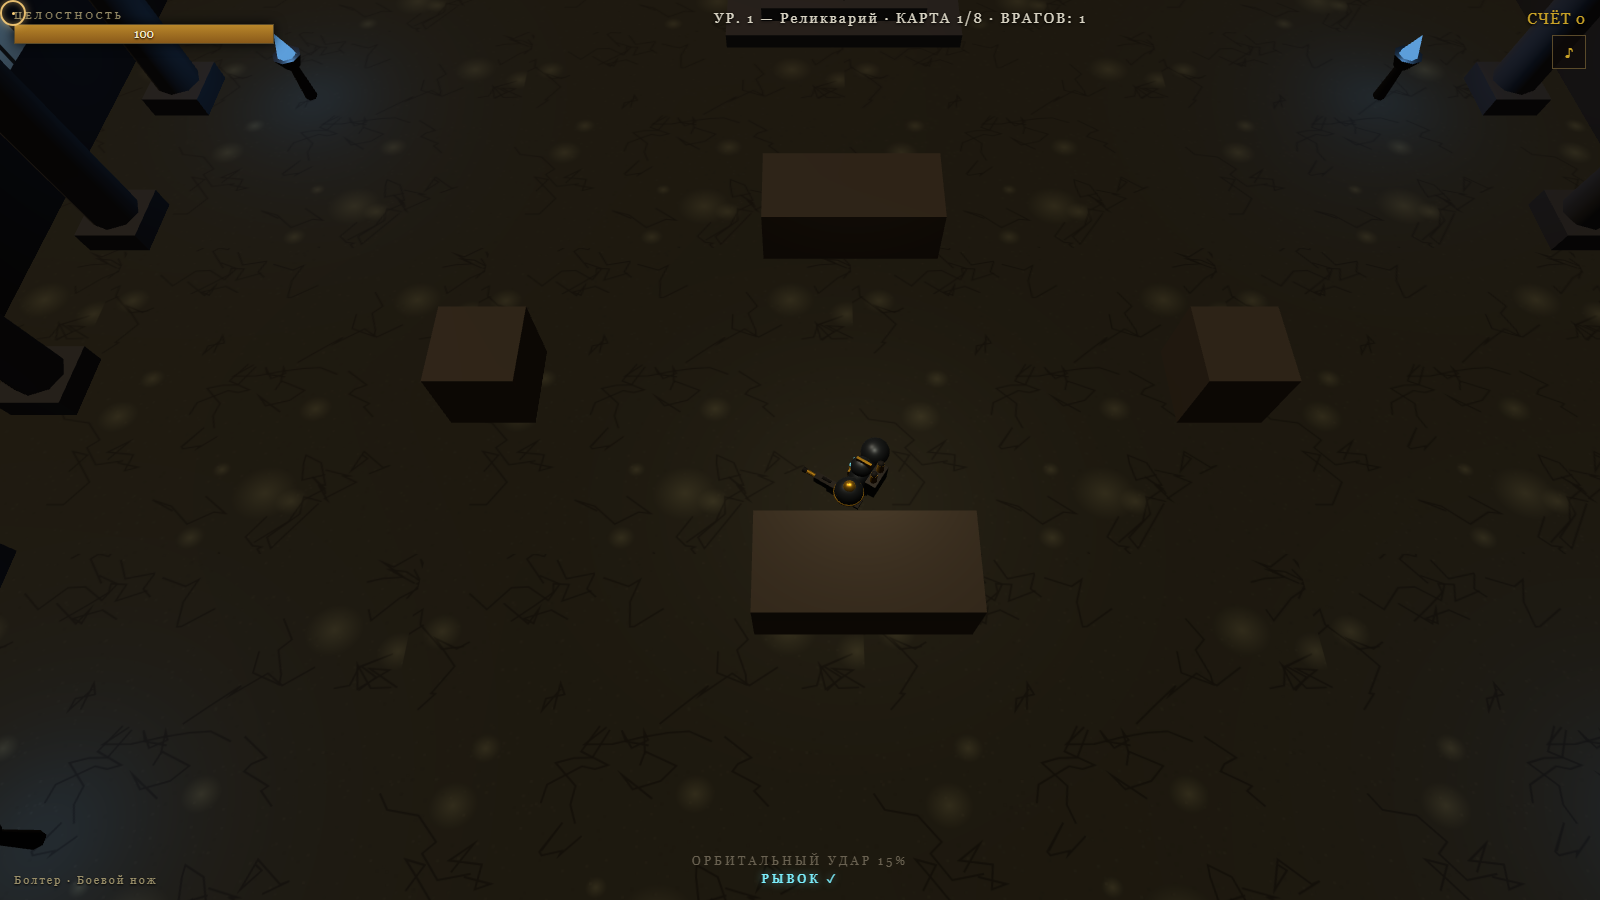 ЦЕЛОСТНОСТЬ
100
УР. 1 — Реликварий · КАРТА 1/8 · ВРАГОВ: 1
СЧЁТ 0
♪
ОРБИТАЛЬНЫЙ УДАР 15%
РЫВОК ✓
Болтер · Боевой нож